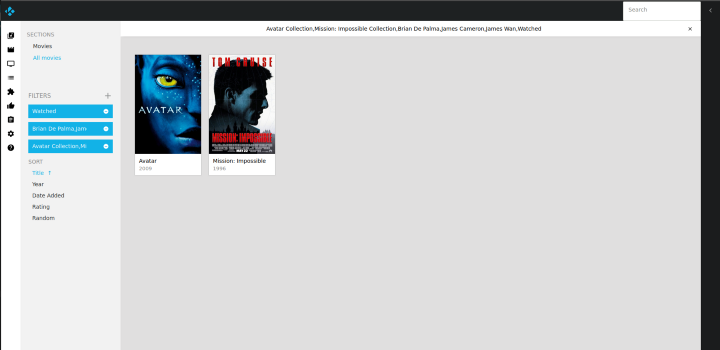 Search
Avatar Collection,Mission: Impossible Collection,Brian De Palma,James Cameron,James Wan,Watched
SECTIONS
Movies
All movies
FILTERS
Watched
Brian De Palma,Jam
Avatar Collection,Mi
SORT
Title
Year
Date Added
Rating
Random
AVATAR
Avatar
2009
TOM CRUISE
MISSION: IMPOSSIBLE
Mission: Impossible
1996